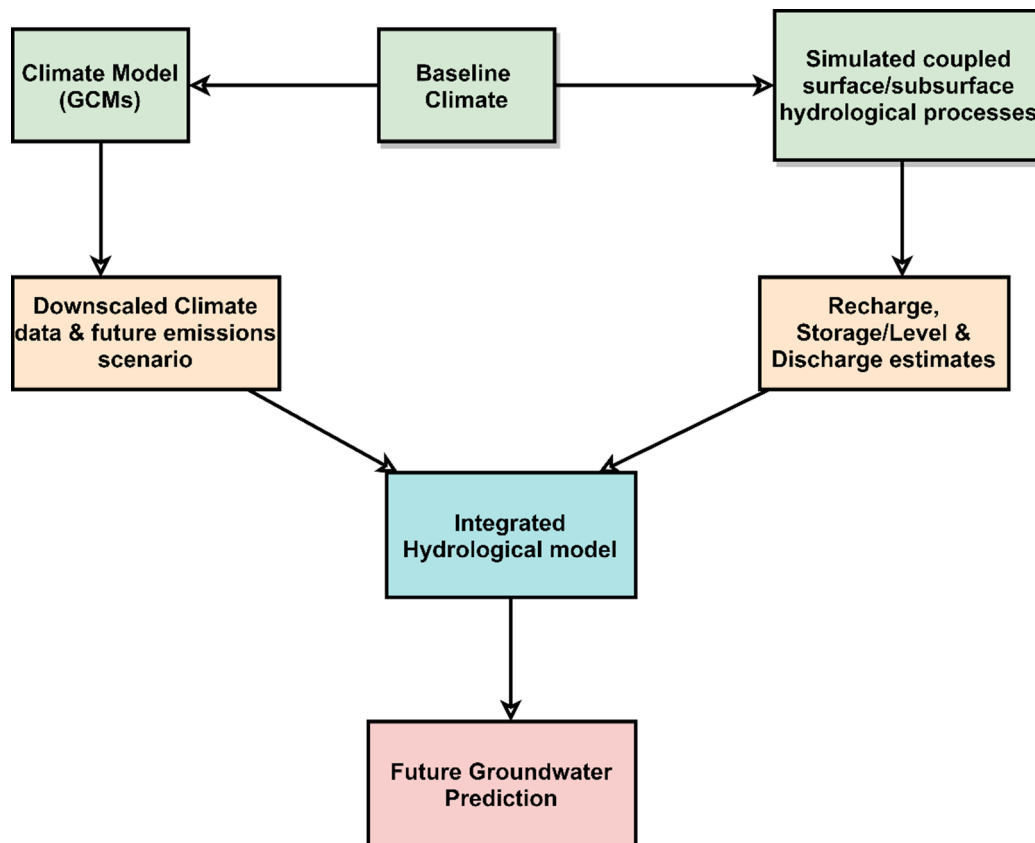 Climate Model
(GCMs)
Baseline
Climate
Simulated coupled
surface/subsurface
hydrological processes
Downscaled Climate
data & future emissions
scenario
Recharge,
Storage/Level &
Discharge estimates
Integrated
Hydrological model
Future Groundwater
Prediction